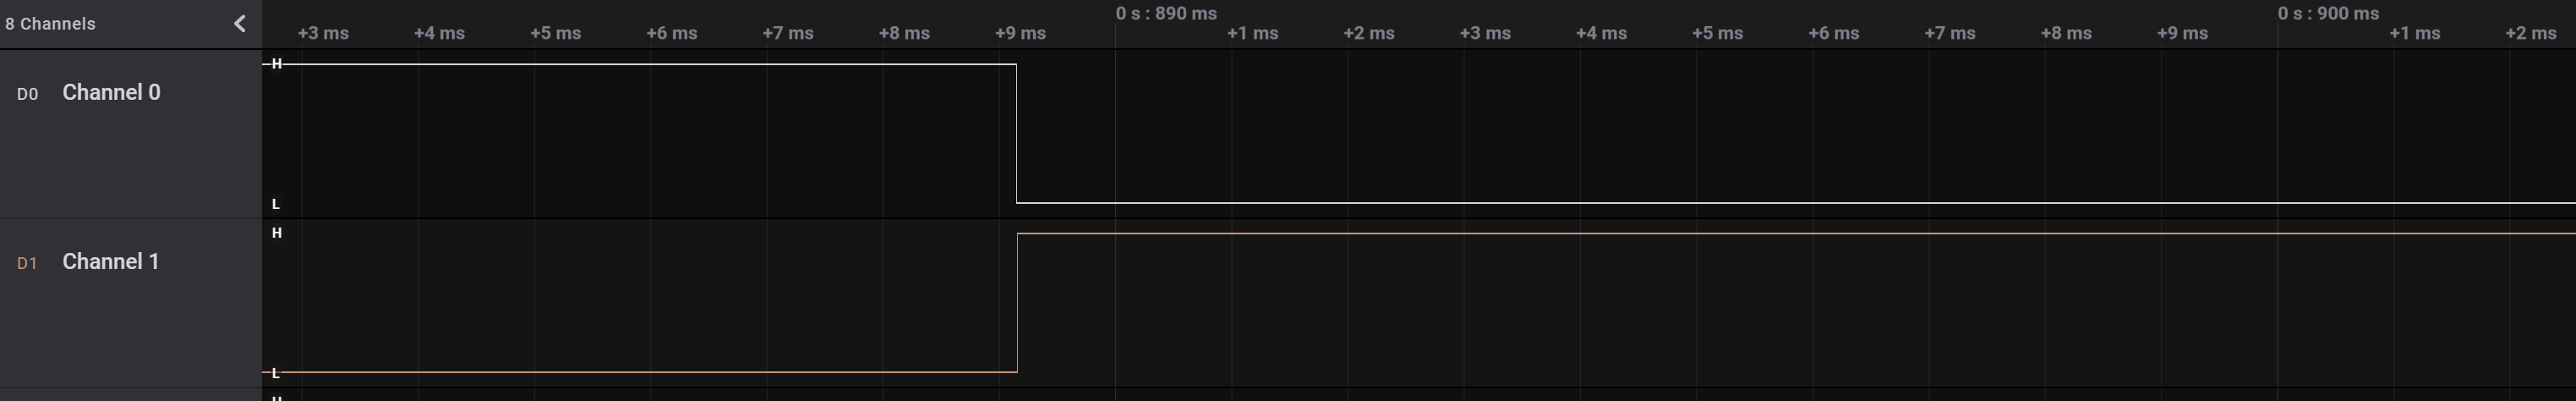 8 Channels
0 s : 890 ms 0 s : 900 ms
+3 ms +4 ms +5 ms +6 ms +7 ms +8 ms +9 ms +1 ms +2 ms +3 ms +4 ms +5 ms +6 ms +7 ms +8 ms +9 ms +1 ms +2 ms
H
D0 Channel 0
L
H
D1 Channel 1
L